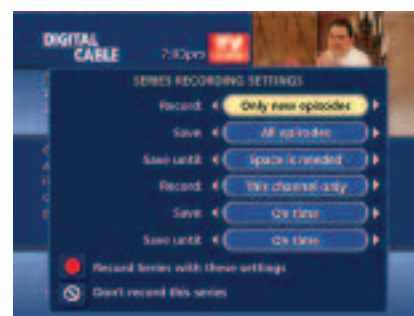 DIGITAL
CABLE
7:30pm
TV
SERIES RECORDING SETTINGS
Record: Only new episodes
Save: All episodes
Save until: Space is needed
Record: This channel only
Save: On time
Save until: On time
Record Series with these settings
Don't record this series